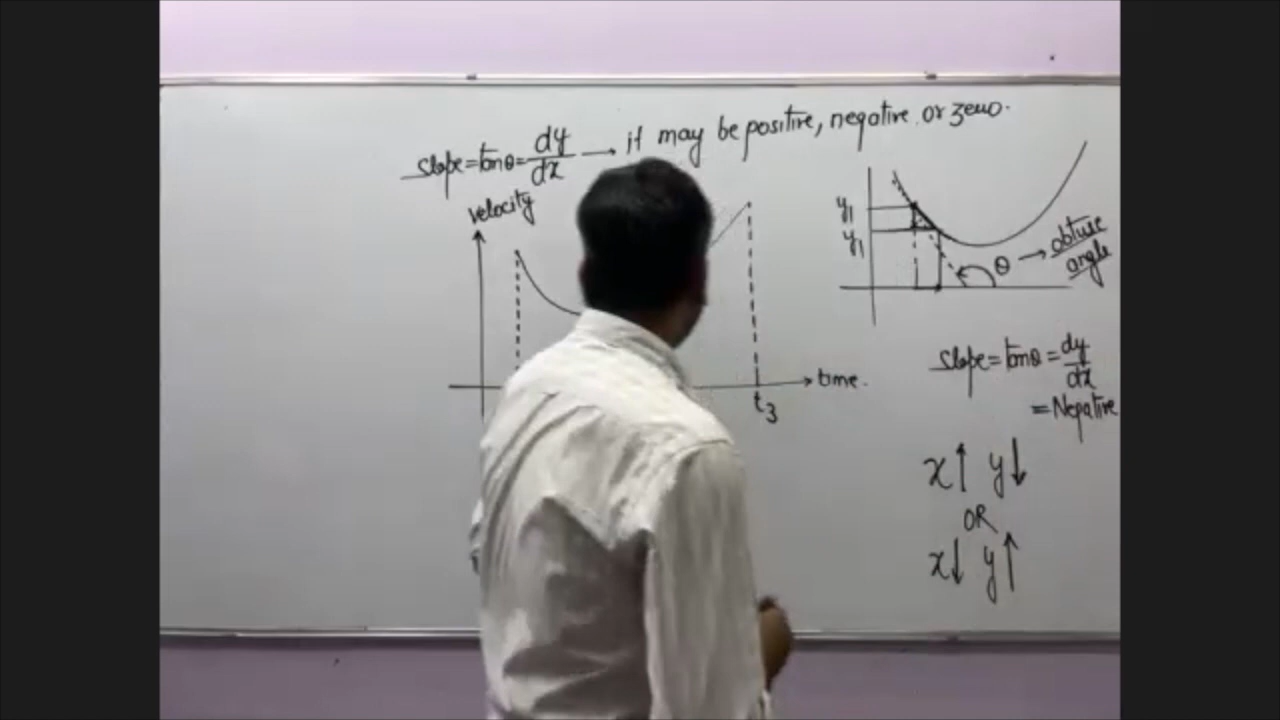 slope = tanθ = dy/dx → it may be positive, negative or zero.
velocity
time.
t3
y1
y1
θ → obtuse angle
slope = tanθ = dy/dx
= Negative
x↑ y↓
OR
x↓ y↑